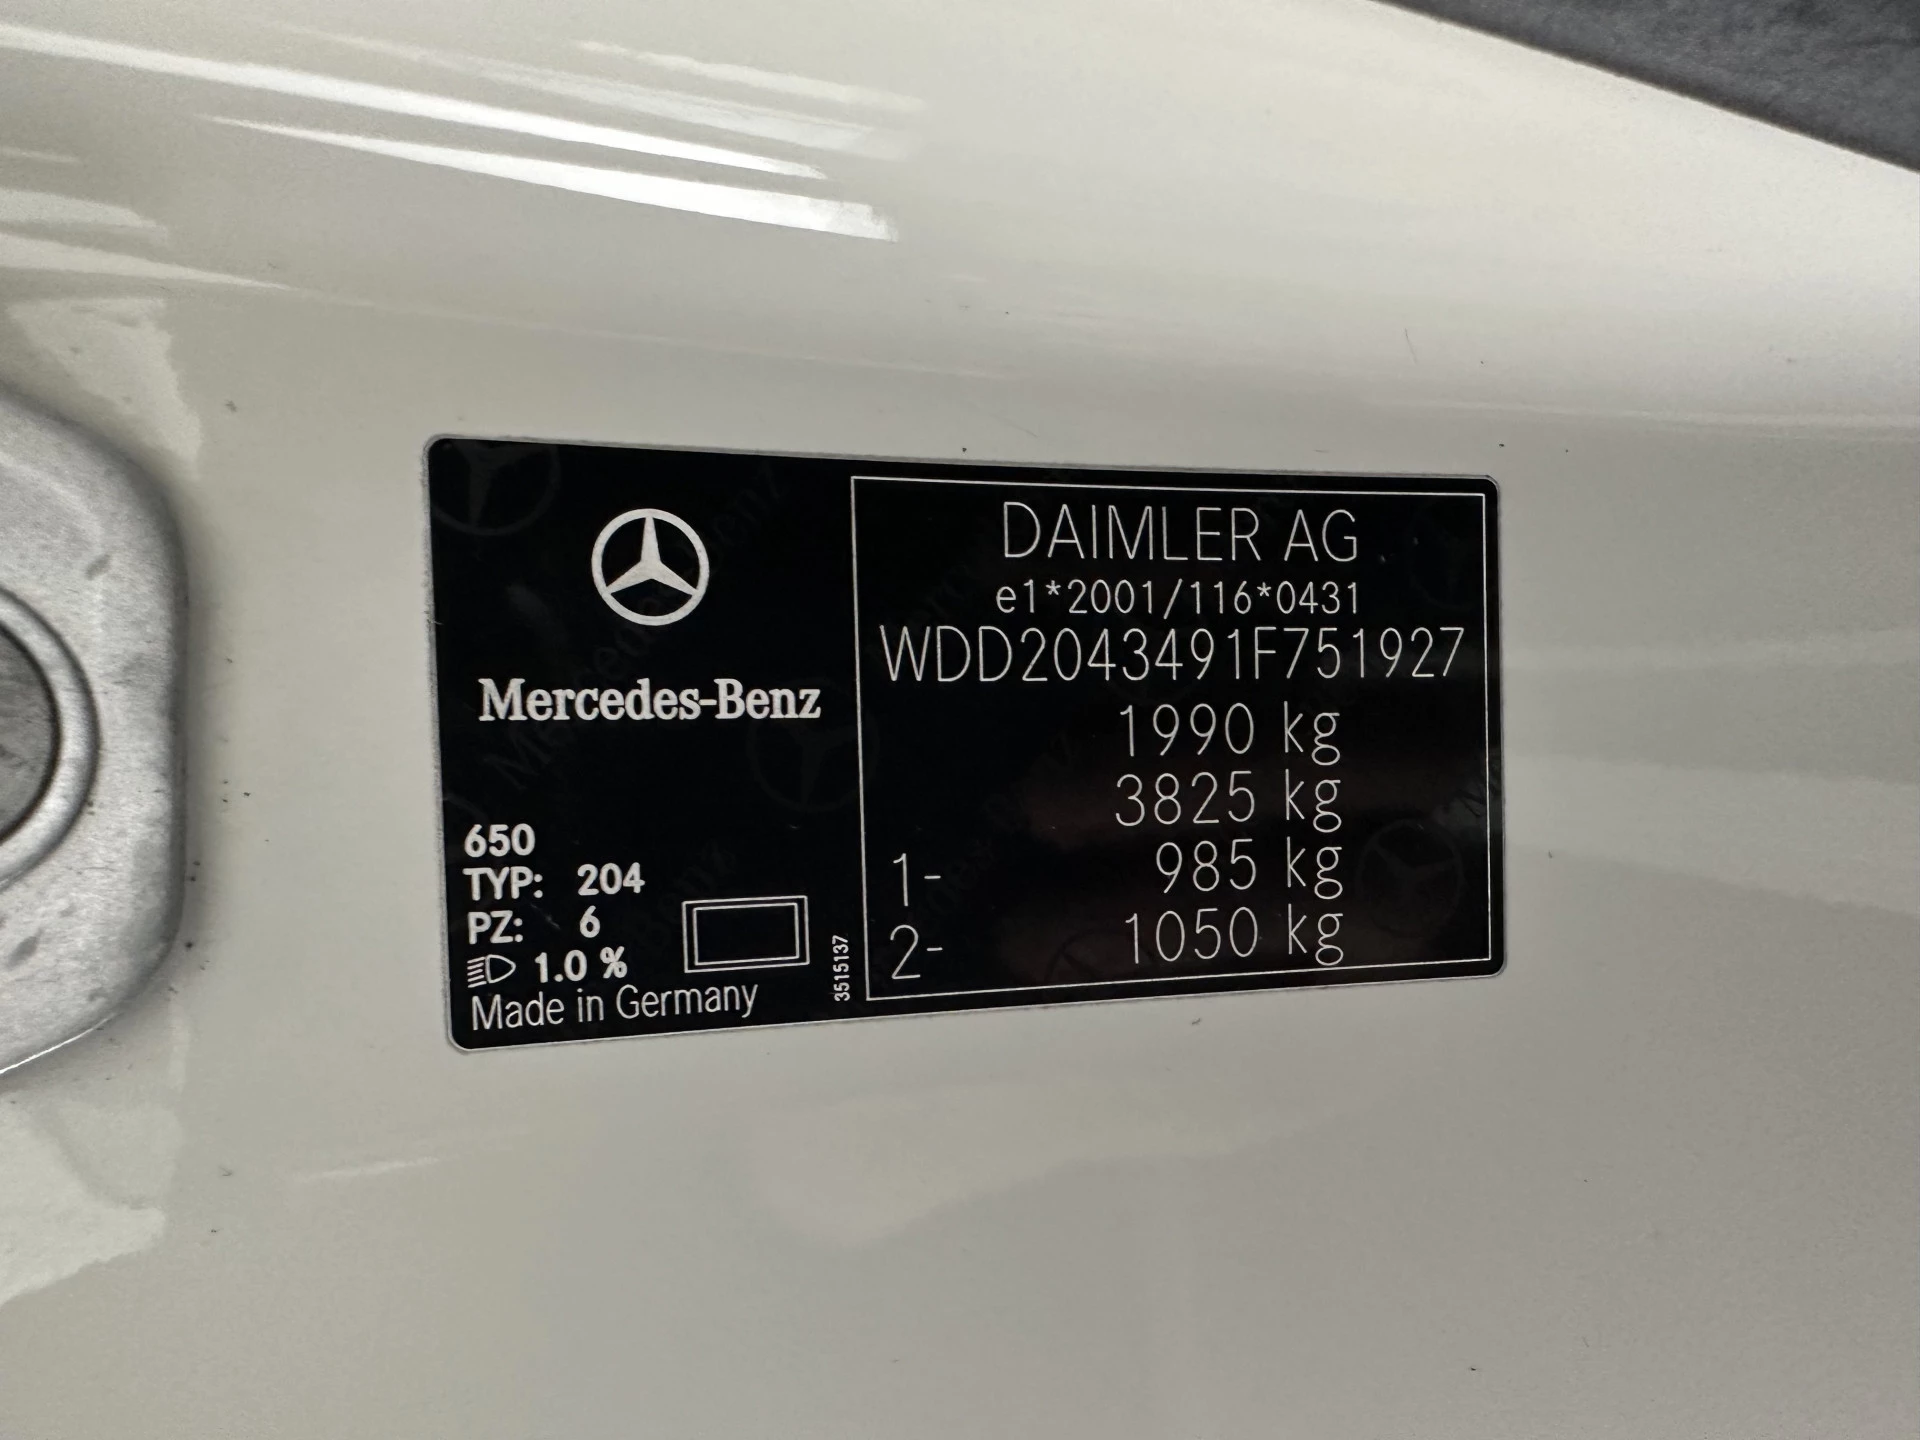 Mercedes-Benz
650
TYP: 204
PZ: 6
1.0 %
Made in Germany
3515137
DAIMLER AG
e1*2001/116*0431
WDD2043491F751927
1990 kg
3825 kg
1- 985 kg
2- 1050 kg